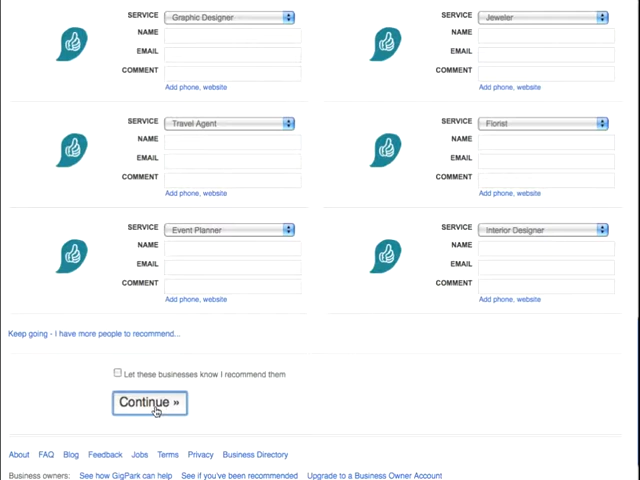 SERVICE Graphic Designer
NAME
EMAIL
COMMENT
Add phone, website
SERVICE Jeweler
NAME
EMAIL
COMMENT
Add phone, website
SERVICE Travel Agent
NAME
EMAIL
COMMENT
Add phone, website
SERVICE Florist
NAME
EMAIL
COMMENT
Add phone, website
SERVICE Event Planner
NAME
EMAIL
COMMENT
Add phone, website
SERVICE Interior Designer
NAME
EMAIL
COMMENT
Add phone, website
Keep going - I have more people to recommend...
Let these businesses know I recommend them
Continue »
About FAQ Blog Feedback Jobs Terms Privacy Business Directory
Business owners: See how GigPark can help See if you've been recommended Upgrade to a Business Owner Account